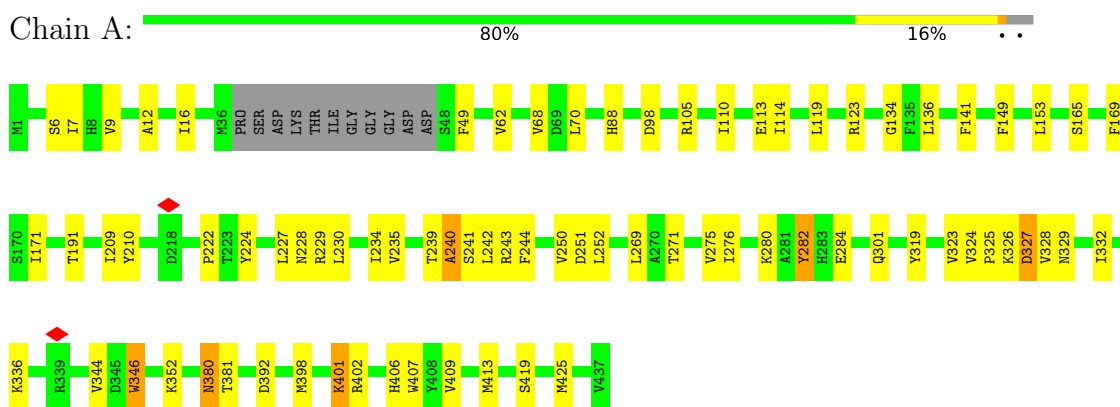 Chain A:
80% 16% • •
M1 S6 I7 H8 V9 A12 I16 M36 PRO SER ASP LYS THR ILE GLY GLY GLY ASP ASP S48 F49 V62 V68 D69 L70 H88 D98 R105 I110 E113 I114 L119 R123 G134 F135 L136 F141 F149 L153 S165 F169
S170 I171 T191 I209 Y210 D218 P222 T223 Y224 L227 N228 R229 L230 I234 V235 T239 A240 S241 L242 R243 F244 V250 D251 L252 L269 A270 T271 V275 I276 K280 A281 Y282 H283 E284 Q301 Y319 V323 V324 P325 K326 D327 V328 N329 I332
K336 R339 V344 D345 W346 K352 N380 T381 D392 M398 K401 R402 H406 W407 Y408 V409 M413 S419 M425 V437